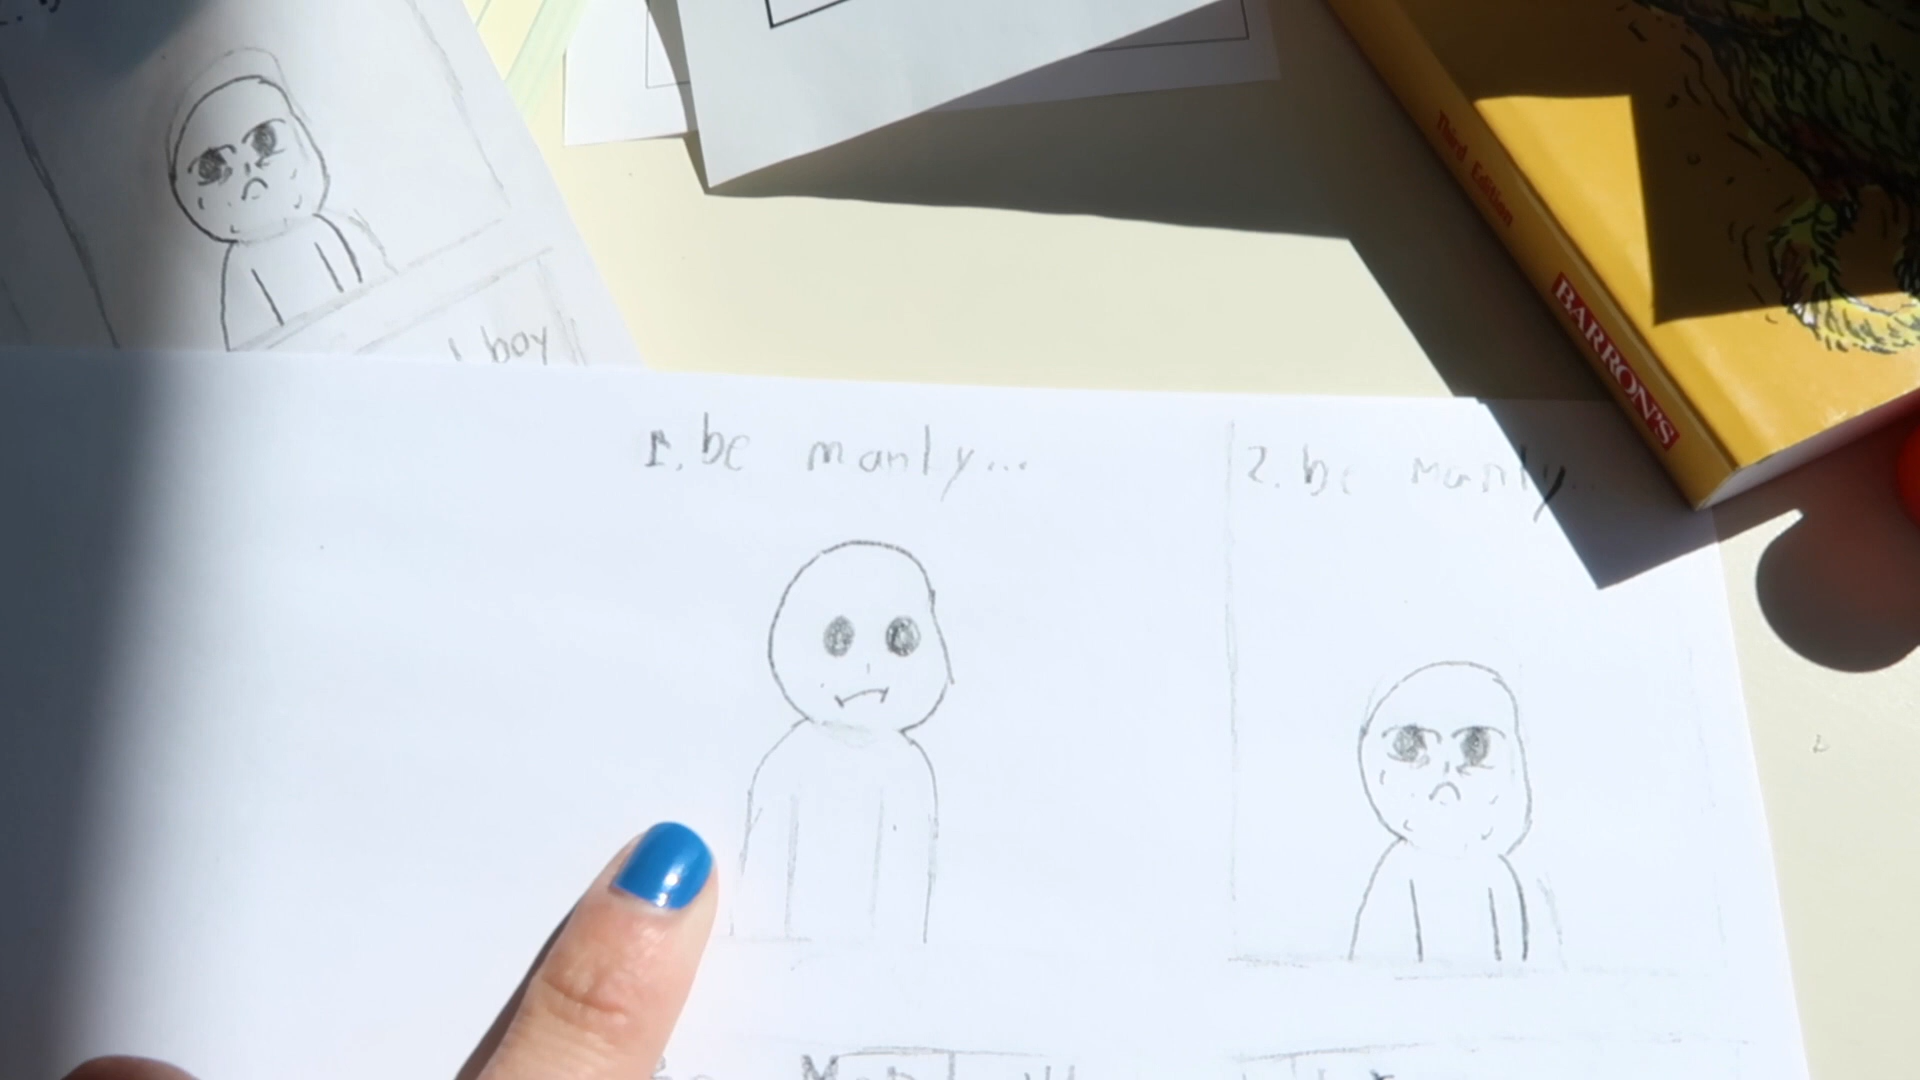 boy
Third Edition
BARRON'S
1. be manly...
2. be manly...